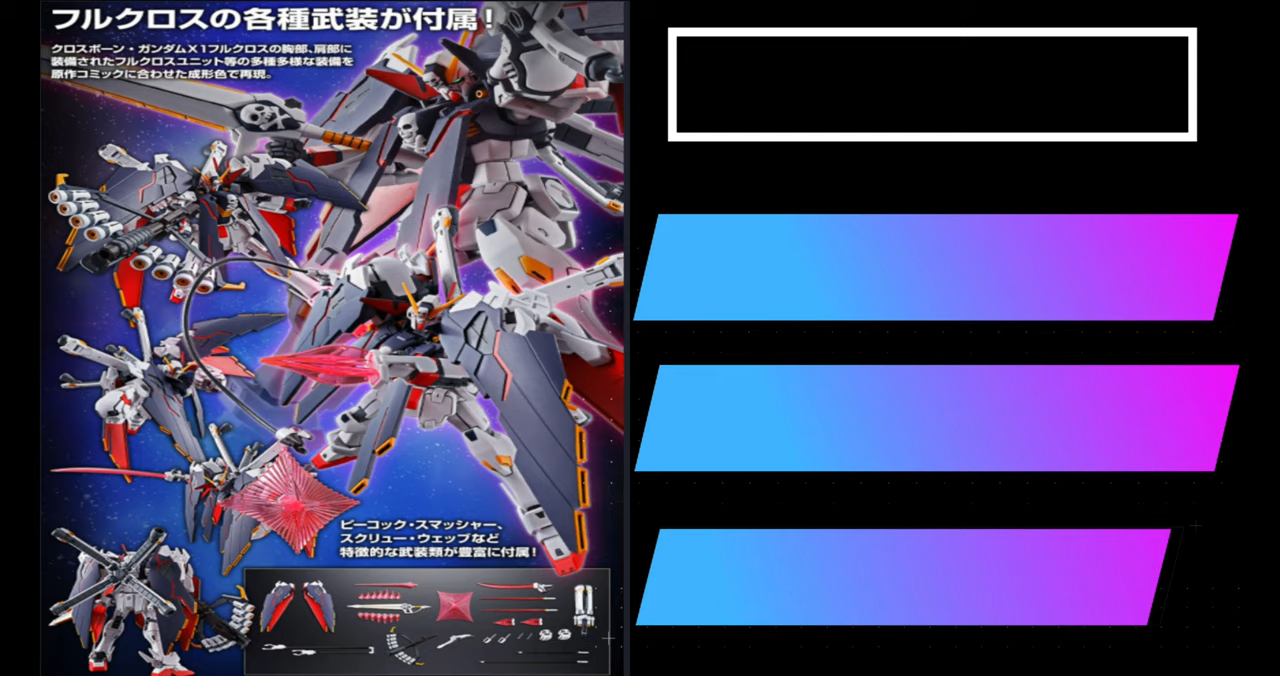 フルクロスの各種武装が付属!
クロスボーン・ガンダムX1フルクロスの胸部、肩部に
装備されたフルクロスユニット等の多種多様な装備を
原作コミックに合わせた成形色で再現。
ピーコック・スマッシャー、
スクリュー・ウェップなど
特徴的な武装類が豊富に付属!